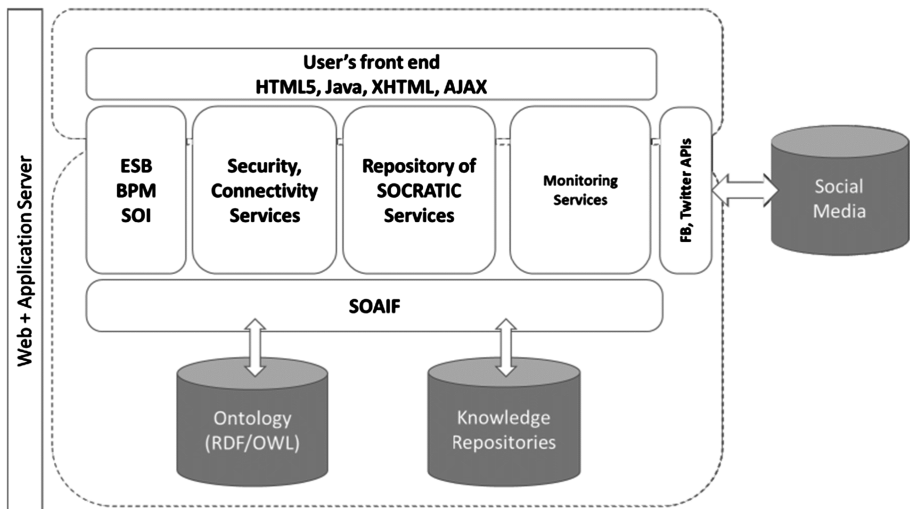 Web + Application Server
User's front end
HTML5, Java, XHTML, AJAX
ESB
BPM
SOI
Security,
Connectivity
Services
Repository of
SOCRATIC
Services
Monitoring
Services
FB, Twitter APIs
Social
Media
SOAIF
Ontology
(RDF/OWL)
Knowledge
Repositories